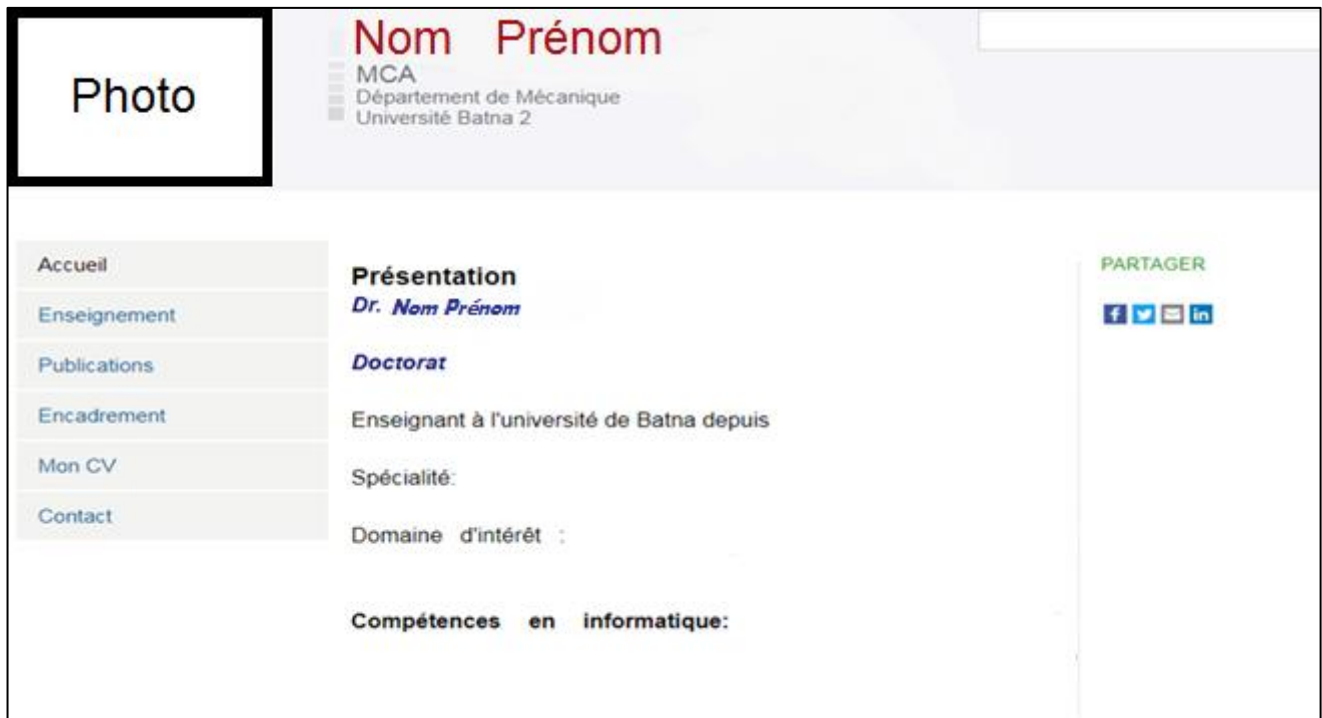 Photo
Nom Prénom
MCA
Département de Mécanique
Université Batna 2
Accueil
Enseignement
Publications
Encadrement
Mon CV
Contact
Présentation
Dr. Nom Prénom
Doctorat
Enseignant à l'université de Batna depuis
Spécialité:
Domaine d'intérêt :
Compétences en informatique:
PARTAGER